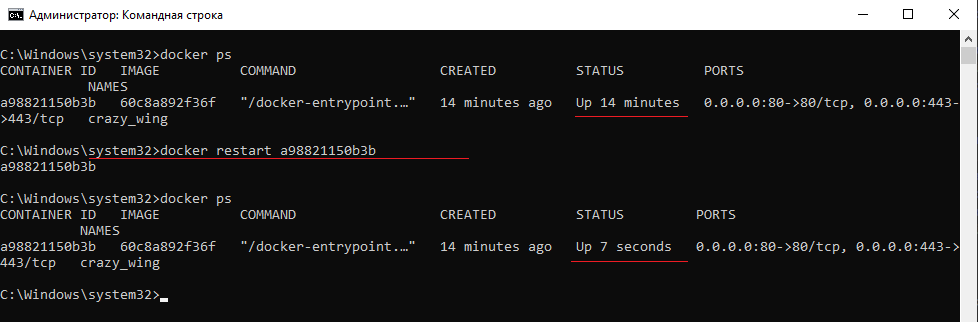 Администратор: Командная строка
C:\Windows\system32>docker ps
CONTAINER ID   IMAGE          COMMAND                  CREATED          STATUS          PORTS
           NAMES
a98821150b3b   60c8a892f36f   "/docker-entrypoint.…"   14 minutes ago   Up 14 minutes   0.0.0.0:80->80/tcp, 0.0.0.0:443-
>443/tcp   crazy_wing
C:\Windows\system32>docker restart a98821150b3b
a98821150b3b
C:\Windows\system32>docker ps
CONTAINER ID   IMAGE          COMMAND                  CREATED          STATUS         PORTS
          NAMES
a98821150b3b   60c8a892f36f   "/docker-entrypoint.…"   14 minutes ago   Up 7 seconds   0.0.0.0:80->80/tcp, 0.0.0.0:443->
443/tcp   crazy_wing
C:\Windows\system32>